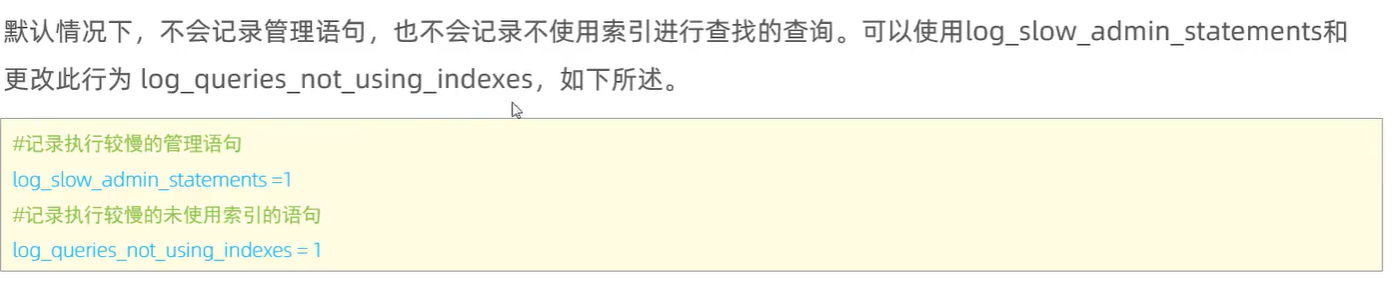 默认情况下，不会记录管理语句，也不会记录不使用索引进行查找的查询。可以使用log_slow_admin_statements和
更改此行为 log_queries_not_using_indexes，如下所述。
#记录执行较慢的管理语句
log_slow_admin_statements =1
#记录执行较慢的未使用索引的语句
log_queries_not_using_indexes = 1